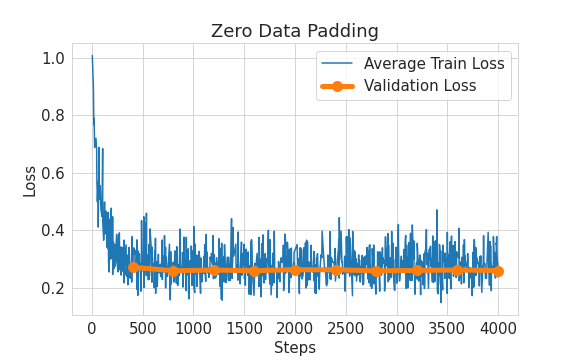 Zero Data Padding
Average Train Loss
Validation Loss
1.0
0.8
0.6
0.4
0.2
Loss
0 500 1000 1500 2000 2500 3000 3500 4000
Steps